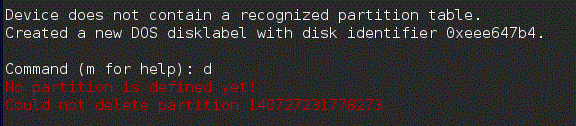 Device does not contain a recognized partition table.
Created a new DOS disklabel with disk identifier 0xeee647b4.
Command (m for help): d
No partition is defined yet!
Could not delete partition 140727231778273